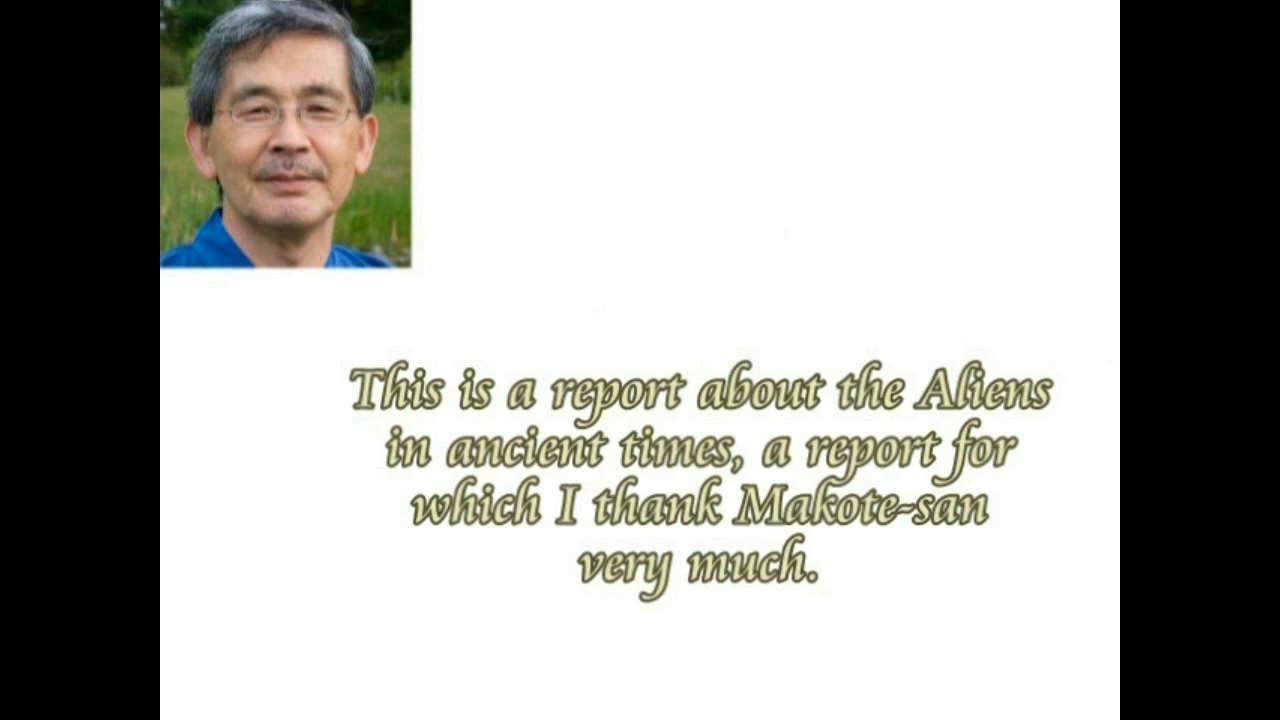 This is a report about the Aliens
in ancient times, a report for
which I thank Makote-san
very much.